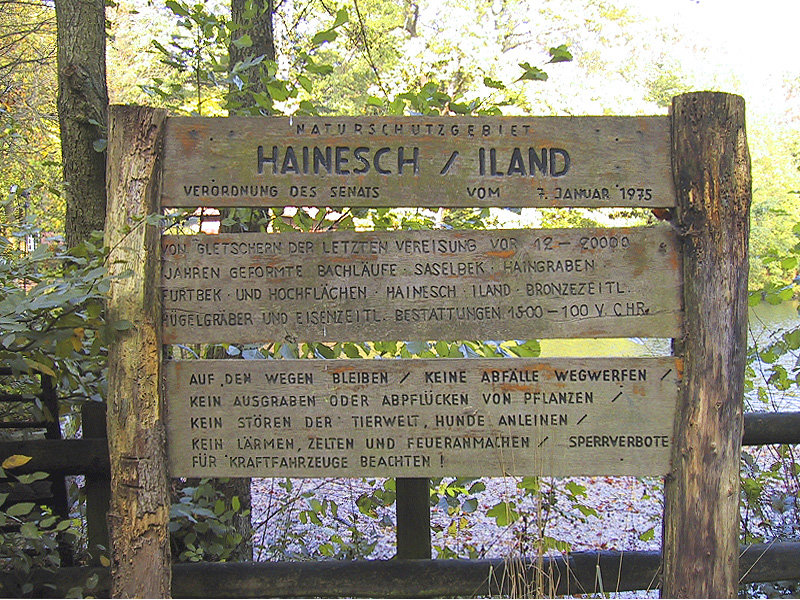 NATURSCHUTZGEBIET
HAINESCH / ILAND
VERORDNUNG DES SENATS VOM 7. JANUAR 1975
VON GLETSCHERN DER LETZTEN VEREISUNG VOR 12 – 20000
JAHREN GEFORMTE BACHLÄUFE · SASELBEK · HAINGRABEN ·
FURTBEK · UND HOCHFLÄCHEN · HAINESCH · ILAND · BRONZEZEITL.
HÜGELGRÄBER UND EISENZEITL. BESTATTUNGEN. 1500 – 100 V. CHR.
AUF DEN WEGEN BLEIBEN / KEINE ABFÄLLE WEGWERFEN /
KEIN AUSGRABEN ODER ABPFLÜCKEN VON PFLANZEN /
KEIN STÖREN DER TIERWELT, HUNDE ANLEINEN /
KEIN LÄRMEN, ZELTEN UND FEUERANMACHEN / SPERRVERBOTE
FÜR KRAFTFAHRZEUGE BEACHTEN !